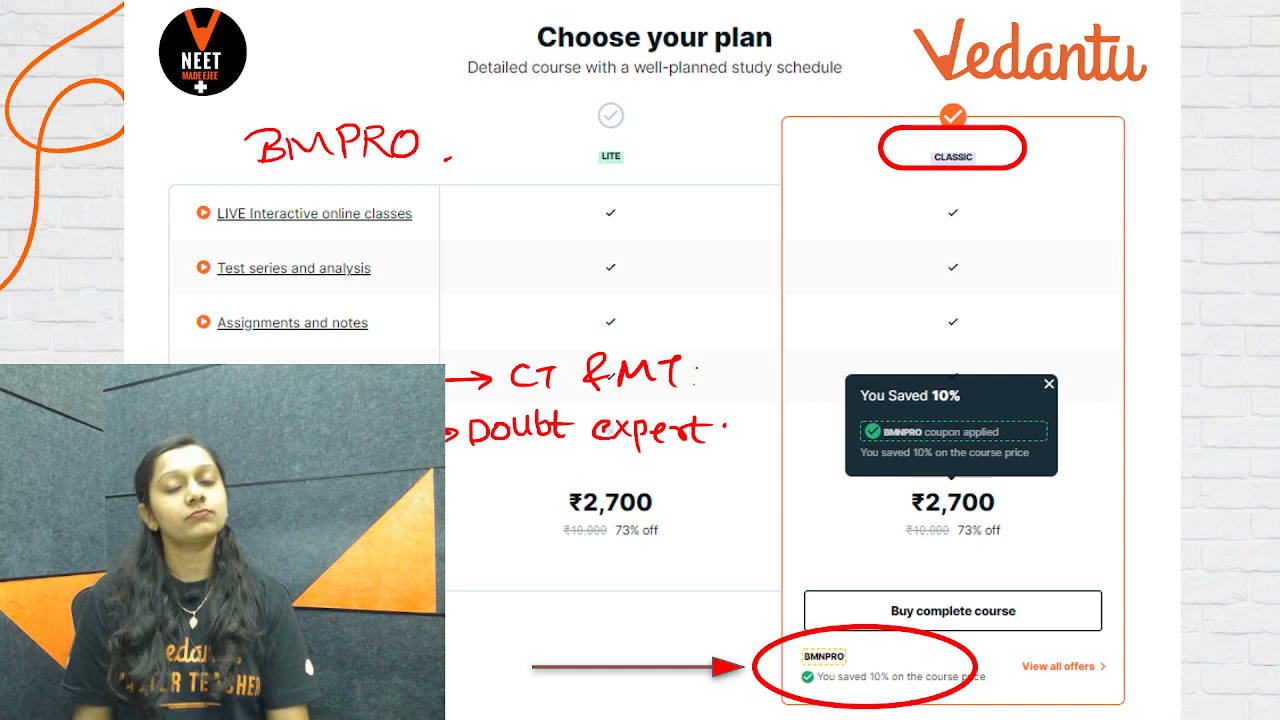 NEET
MADE EJEE
Choose your plan
Detailed course with a well-planned study schedule
Vedantu
BMPRO.
LITE
CLASSIC
LIVE Interactive online classes
Test series and analysis
Assignments and notes
→ CT & MT:
Doubt expert.
You Saved 10%
BMNPRO coupon applied
You saved 10% on the course price
₹2,700
₹10,000 73% off
₹2,700
₹10,000 73% off
Buy complete course
BMNPRO
You saved 10% on the course price
View all offers >
Vedantu
MASTER TEACHER